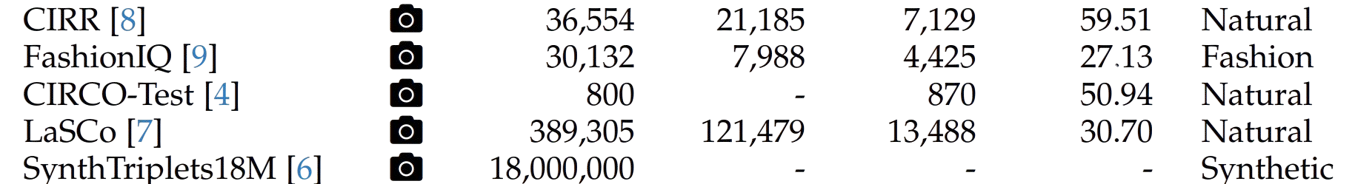 CIRR [8] 36,554 21,185 7,129 59.51 Natural
FashionIQ [9] 30,132 7,988 4,425 27.13 Fashion
CIRCO-Test [4] 800 - 870 50.94 Natural
LaSCo [7] 389,305 121,479 13,488 30.70 Natural
SynthTriplets18M [6] 18,000,000 - - - Synthetic